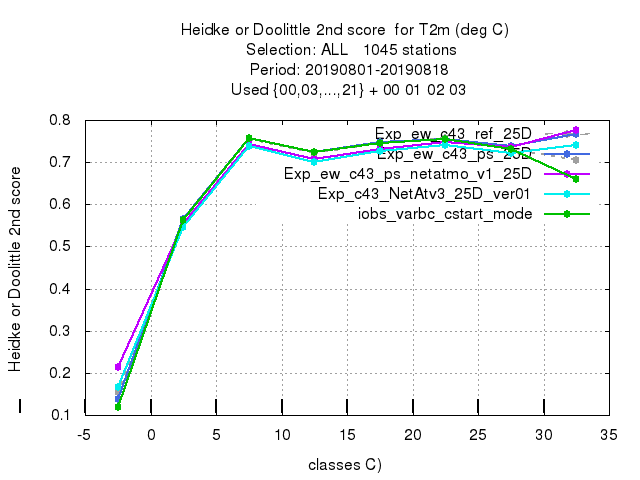 Heidke or Doolittle 2nd score  for T2m (deg C)
Selection: ALL   1045 stations
Period: 20190801-20190818
Used {00,03,...,21} + 00 01 02 03
Heidke or Doolittle 2nd score
0.8
0.7
0.6
0.5
0.4
0.3
0.2
0.1
Exp_ew_c43_ref_25D
Exp_ew_c43_ps_25D
Exp_ew_c43_ps_netatmo_v1_25D
Exp_c43_NetAtv3_25D_ver01
iobs_varbc_cstart_mode
-5 0 5 10 15 20 25 30 35
classes C)